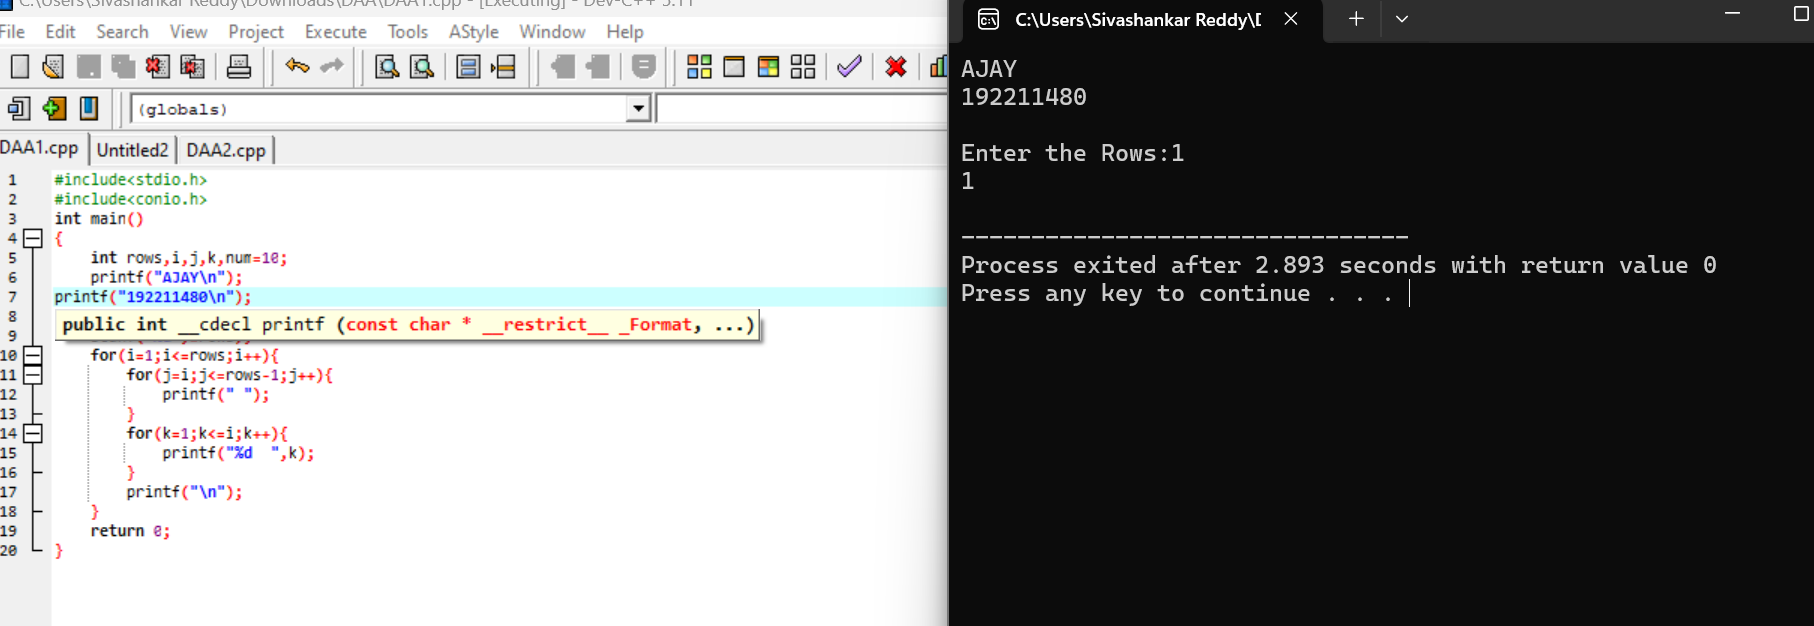 C:\Users\Sivashankar Reddy\Downloads\DAA\DAA1.cpp - [Executing] - Dev-C++ 5.11
File Edit Search View Project Execute Tools AStyle Window Help
(globals)
DAA1.cpp Untitled2 DAA2.cpp
1 #include<stdio.h>
2 #include<conio.h>
3 int main()
4 {
5 int rows,i,j,k,num=10;
6 printf("AJAY\n");
7 printf("192211480\n");
8
public int __cdecl printf (const char * __restrict__ _Format, ...)
9
10 for(i=1;i<=rows;i++){
11 for(j=i;j<=rows-1;j++){
12 printf(" ");
13 }
14 for(k=1;k<=i;k++){
15 printf("%d  ",k);
16 }
17 printf("\n");
18 }
19 return 0;
20 }
C:\Users\Sivashankar Reddy\[
AJAY
192211480
Enter the Rows:1
1
--------------------------------
Process exited after 2.893 seconds with return value 0
Press any key to continue . . .